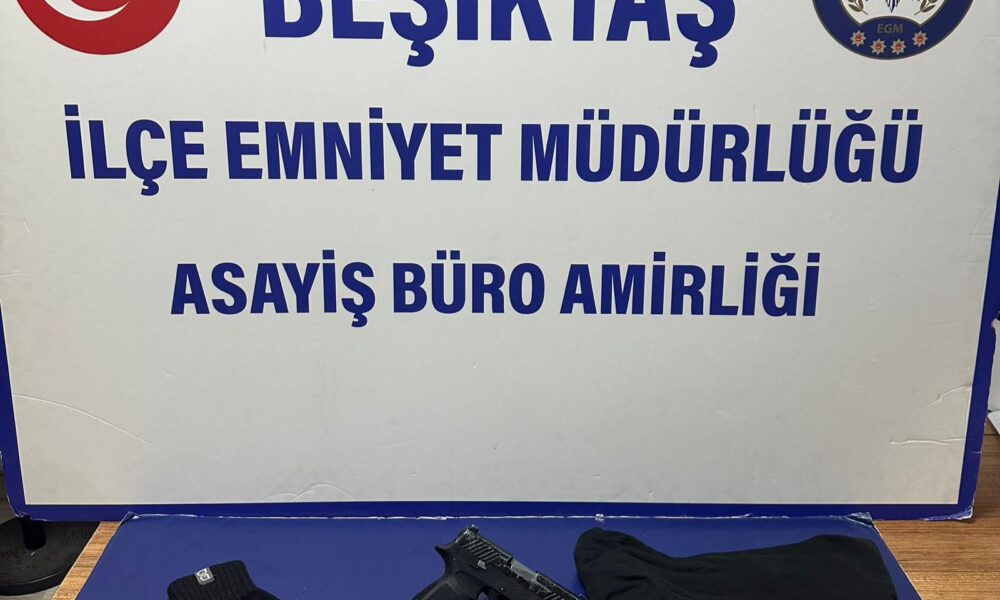 BEŞİKTAŞ
EGM
İLÇE EMNİYET MÜDÜRLÜĞÜ
ASAYİŞ BÜRO AMİRLİĞİ